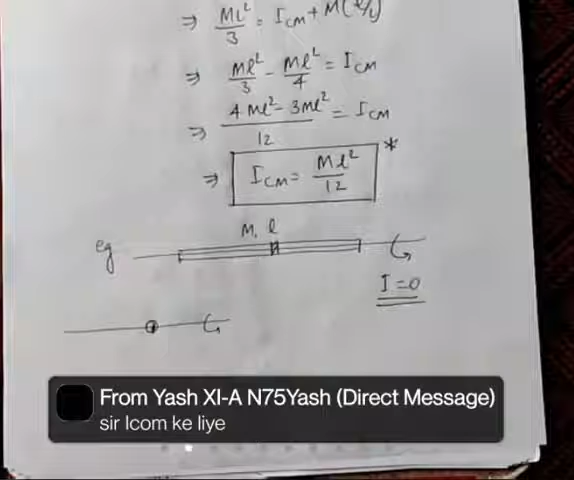 ⇒ Ml²/3 = I_CM + M(l/2)²
⇒ Ml²/3 - Ml²/4 = I_CM
⇒ 4Ml² - 3Ml²/12 = I_CM
⇒ I_CM = Ml²/12 *
M, l
eg
I = 0
From Yash XI-A N75Yash (Direct Message)
sir Icom ke liye